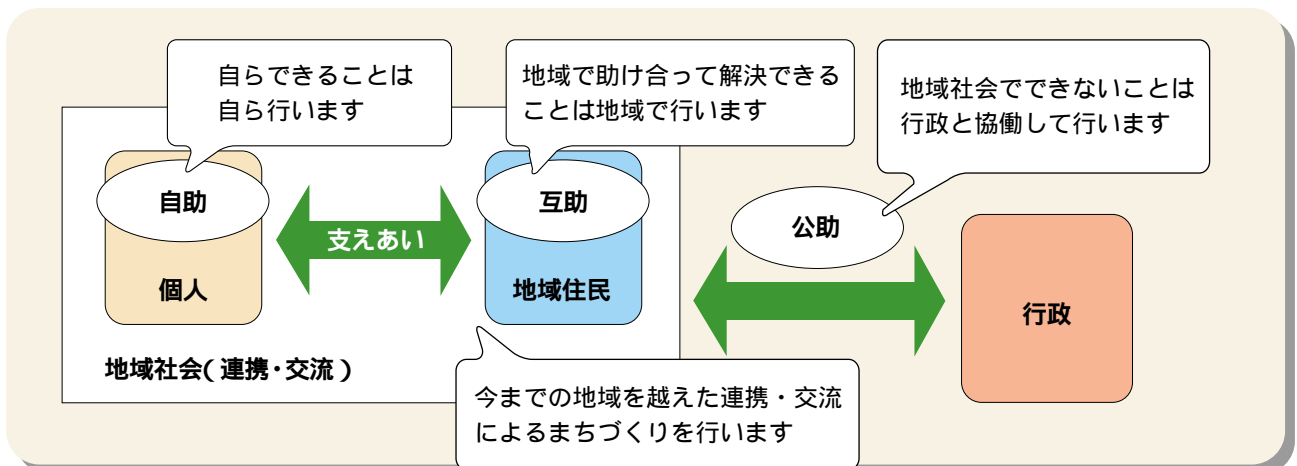 自らできることは
自ら行います
地域で助け合って解決できる
ことは地域で行います
地域社会でできないことは
行政と協働して行います
自助
個人
支えあい
互助
地域住民
公助
行政
地域社会(連携・交流)
今までの地域を越えた連携・交流
によるまちづくりを行います